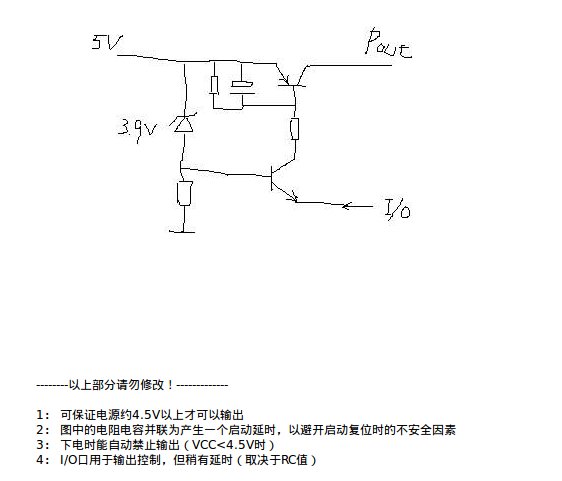 5V
Pout
3.9V
I/O
--------以上部分请勿修改！-------------
1： 可保证电源约4.5V以上才可以输出
2： 图中的电阻电容并联为产生一个启动延时，以避开启动复位时的不安全因素
3： 下电时能自动禁止输出（VCC<4.5V时）
4： I/O口用于输出控制，但稍有延时（取决于RC值）